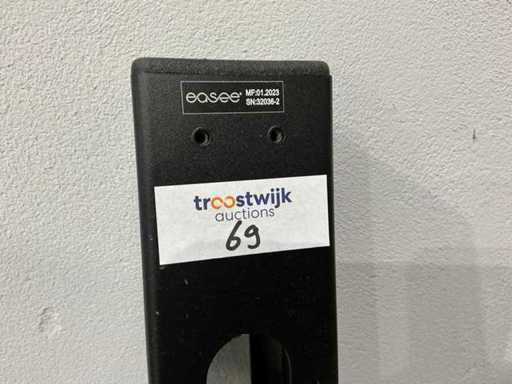 easee
MF:01.2023
SN:32036-2
troostwijk
auctions
69